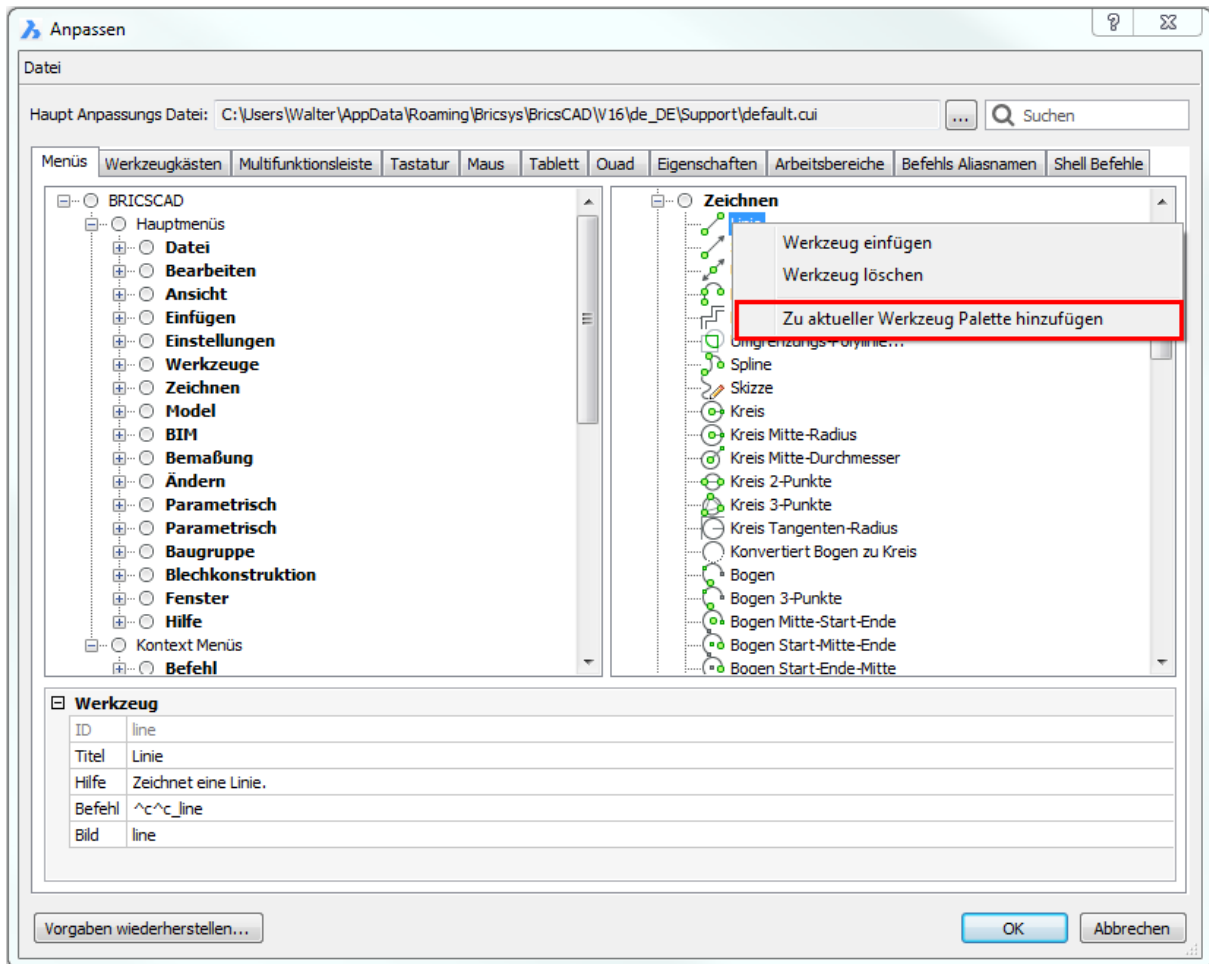 Anpassen
Datei
Haupt Anpassungs Datei: C:\Users\Walter\AppData\Roaming\Bricsys\BricsCAD\V16\de_DE\Support\default.cui ... Suchen
Menüs Werkzeugkästen Multifunktionsleiste Tastatur Maus Tablett Quad Eigenschaften Arbeitsbereiche Befehls Aliasnamen Shell Befehle
BRICSCAD
Hauptmenüs
Datei
Bearbeiten
Ansicht
Einfügen
Einstellungen
Werkzeuge
Zeichnen
Model
BIM
Bemaßung
Ändern
Parametrisch
Parametrisch
Baugruppe
Blechkonstruktion
Fenster
Hilfe
Kontext Menüs
Befehl
Zeichnen
Linie
Werkzeug einfügen
Werkzeug löschen
Zu aktueller Werkzeug Palette hinzufügen
Umgrenzungs-Polylinie...
Spline
Skizze
Kreis
Kreis Mitte-Radius
Kreis Mitte-Durchmesser
Kreis 2-Punkte
Kreis 3-Punkte
Kreis Tangenten-Radius
Konvertiert Bogen zu Kreis
Bogen
Bogen 3-Punkte
Bogen Mitte-Start-Ende
Bogen Start-Mitte-Ende
Bogen Start-Ende-Mitte
Werkzeug
ID line
Titel Linie
Hilfe Zeichnet eine Linie.
Befehl ^c^c_line
Bild line
Vorgaben wiederherstellen... OK Abbrechen